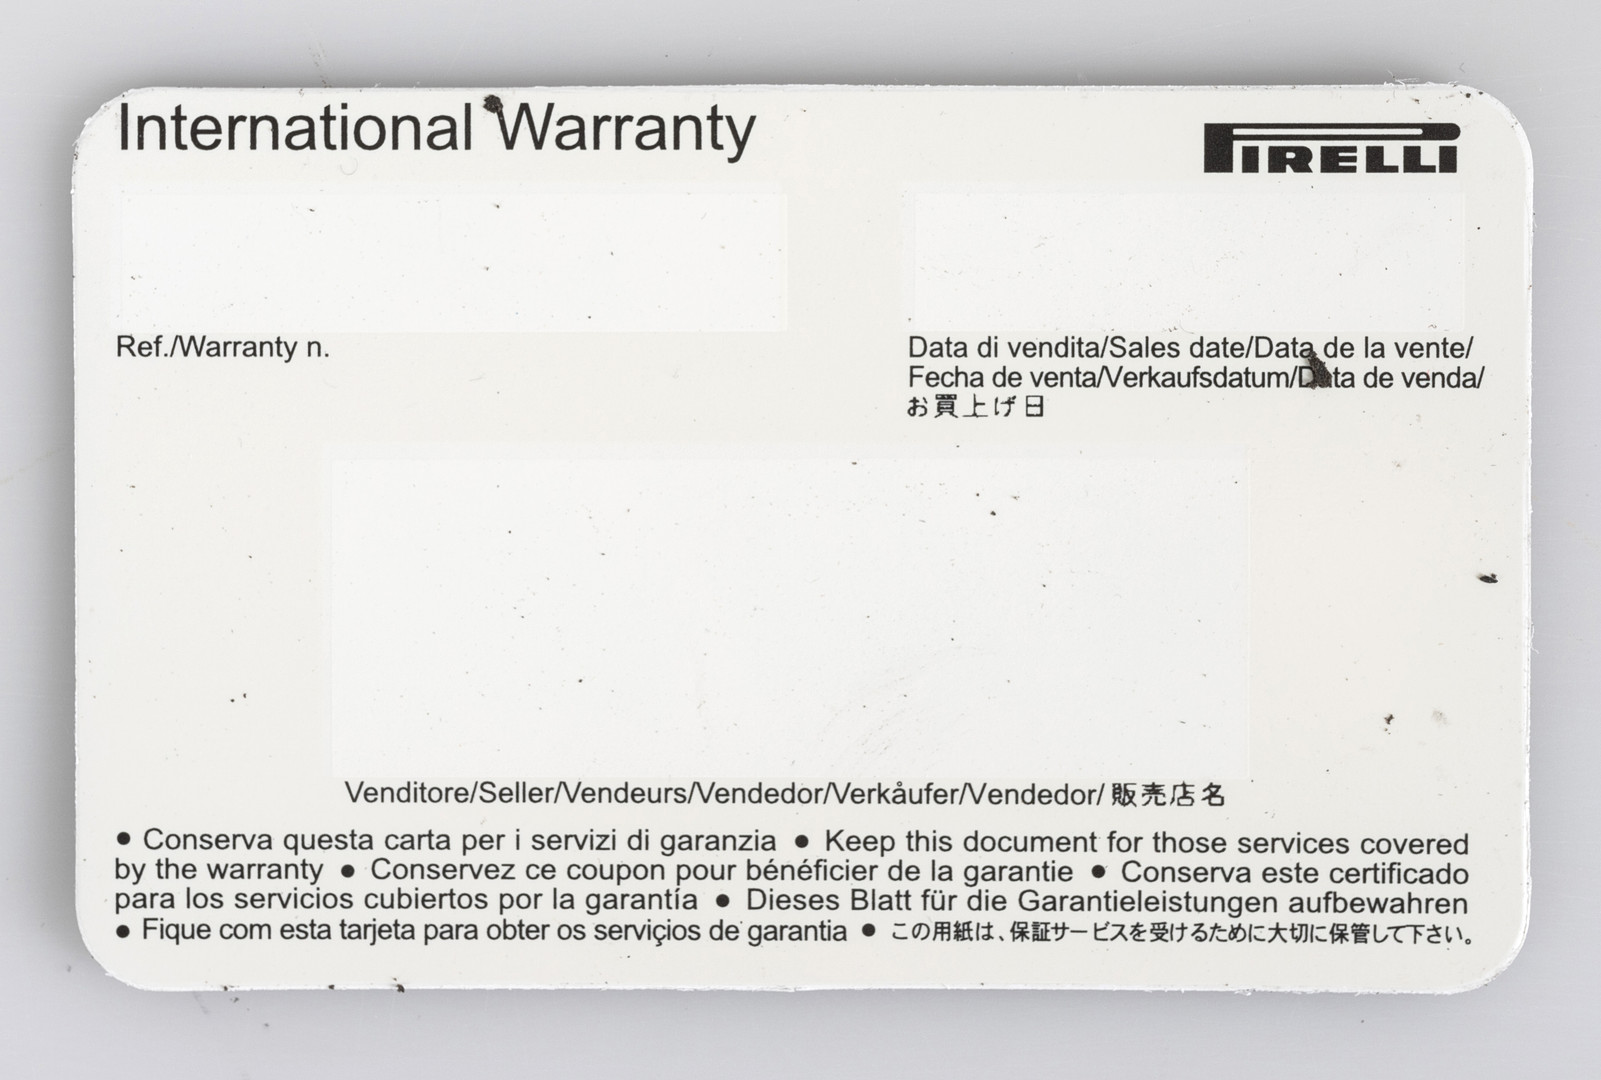 International Warranty
PIRELLI
Ref./Warranty n.
Data di vendita/Sales date/Data de la vente/
Fecha de venta/Verkaufsdatum/Data de venda/
お買上げ日
Venditore/Seller/Vendeurs/Vendedor/Verkåufer/Vendedor/ 販売店名
● Conserva questa carta per i servizi di garanzia ● Keep this document for those services covered
by the warranty ● Conservez ce coupon pour bénéficier de la garantie ● Conserva este certificado
para los servicios cubiertos por la garantía ● Dieses Blatt für die Garantieleistungen aufbewahren
● Fique com esta tarjeta para obter os serviçios de garantia ● この用紙は、保証サービスを受けるために大切に保管して下さい。